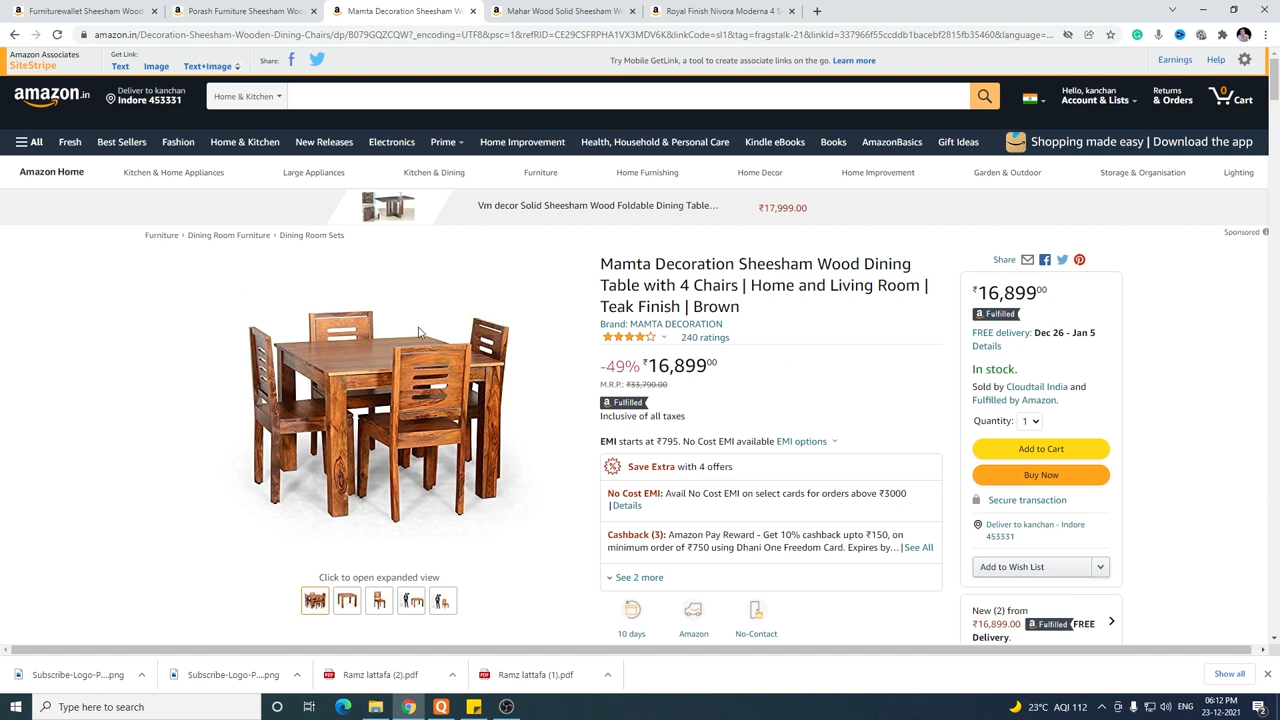 Furniturewallet Sheesham Wood
Porash Furniture Sheesham Woo
Mamta Decoration Sheesham Wo
Mahar Wood Solid Sheesham Woo
Royal Finish Nivora Moderna 4 S
amazon.in/Decoration-Sheesham-Wooden-Dining-Chairs/dp/B079GQZCQW?_encoding=UTF8&psc=1&refRID=CE29CSFRPHA1VX3MDV6K&linkCode=sl1&tag=fragstalk-21&linkId=337966f55ccddb1bacebf2815fb35460&language=...
Amazon Associates
SiteStripe
Get Link:
Text Image Text+Image
Share:
Try Mobile GetLink, a tool to create associate links on the go. Learn more
Earnings Help
amazon.in
Deliver to kanchan
Indore 453331
Home & Kitchen
Hello, kanchan
Account & Lists
Returns
& Orders
0
Cart
All Fresh Best Sellers Fashion Home & Kitchen New Releases Electronics Prime Home Improvement Health, Household & Personal Care Kindle eBooks Books AmazonBasics Gift Ideas Shopping made easy | Download the app
Amazon Home Kitchen & Home Appliances Large Appliances Kitchen & Dining Furniture Home Furnishing Home Decor Home Improvement Garden & Outdoor Storage & Organisation Lighting
Vm decor Solid Sheesham Wood Foldable Dining Table... ₹17,999.00
Sponsored
Furniture › Dining Room Furniture › Dining Room Sets
Mamta Decoration Sheesham Wood Dining
Table with 4 Chairs | Home and Living Room |
Teak Finish | Brown
Brand: MAMTA DECORATION
240 ratings
-49% ₹16,899⁰⁰
M.R.P.: ₹33,790.00
a Fulfilled
Inclusive of all taxes
EMI starts at ₹795. No Cost EMI available EMI options
Save Extra with 4 offers
No Cost EMI: Avail No Cost EMI on select cards for orders above ₹3000
|Details
Cashback (3): Amazon Pay Reward - Get 10% cashback upto ₹150, on
minimum order of ₹750 using Dhani One Freedom Card. Expires by... | See All
See 2 more
10 days
Amazon
No-Contact
Click to open expanded view
Share
₹16,899⁰⁰
a Fulfilled
FREE delivery: Dec 26 - Jan 5
Details
In stock.
Sold by Cloudtail India and
Fulfilled by Amazon.
Quantity: 1
Add to Cart
Buy Now
Secure transaction
Deliver to kanchan - Indore
453331
Add to Wish List
New (2) from
₹16,899.00 a Fulfilled FREE
Delivery.
Subscribe-Logo-P....png
Subscribe-Logo-P....png
Ramz lattafa (2).pdf
Ramz lattafa (1).pdf
Show all
Type here to search
23°C AQI 112
ENG
06:12 PM
23-12-2021
2